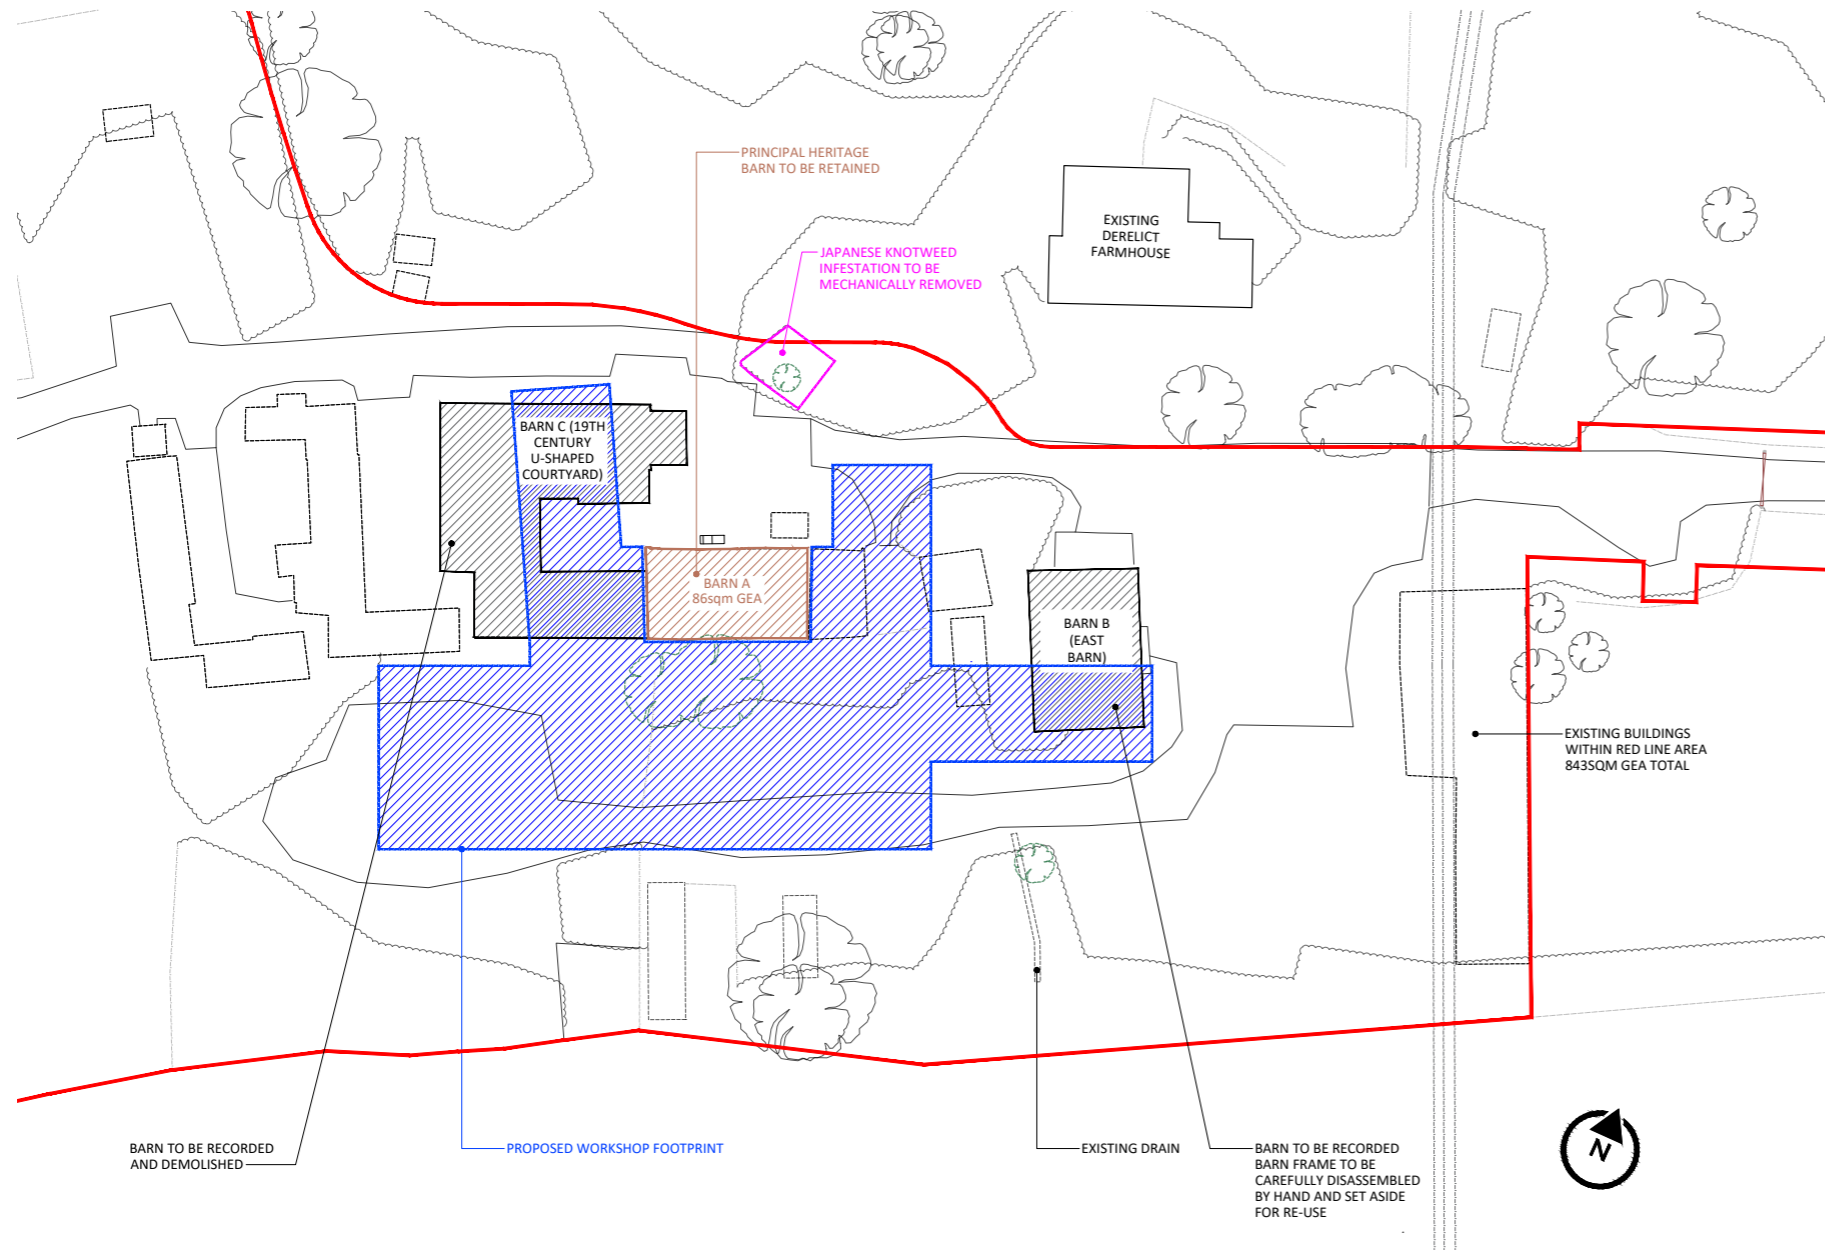 PRINCIPAL HERITAGE
BARN TO BE RETAINED
JAPANESE KNOTWEED
INFESTATION TO BE
MECHANICALLY REMOVED
EXISTING
DERELICT
FARMHOUSE
BARN C (19TH
CENTURY
U-SHAPED
COURTYARD)
BARN A
86sqm GEA
BARN B
(EAST
BARN)
EXISTING BUILDINGS
WITHIN RED LINE AREA
843SQM GEA TOTAL
BARN TO BE RECORDED
AND DEMOLISHED
PROPOSED WORKSHOP FOOTPRINT
EXISTING DRAIN
BARN TO BE RECORDED
BARN FRAME TO BE
CAREFULLY DISASSEMBLED
BY HAND AND SET ASIDE
FOR RE-USE
N